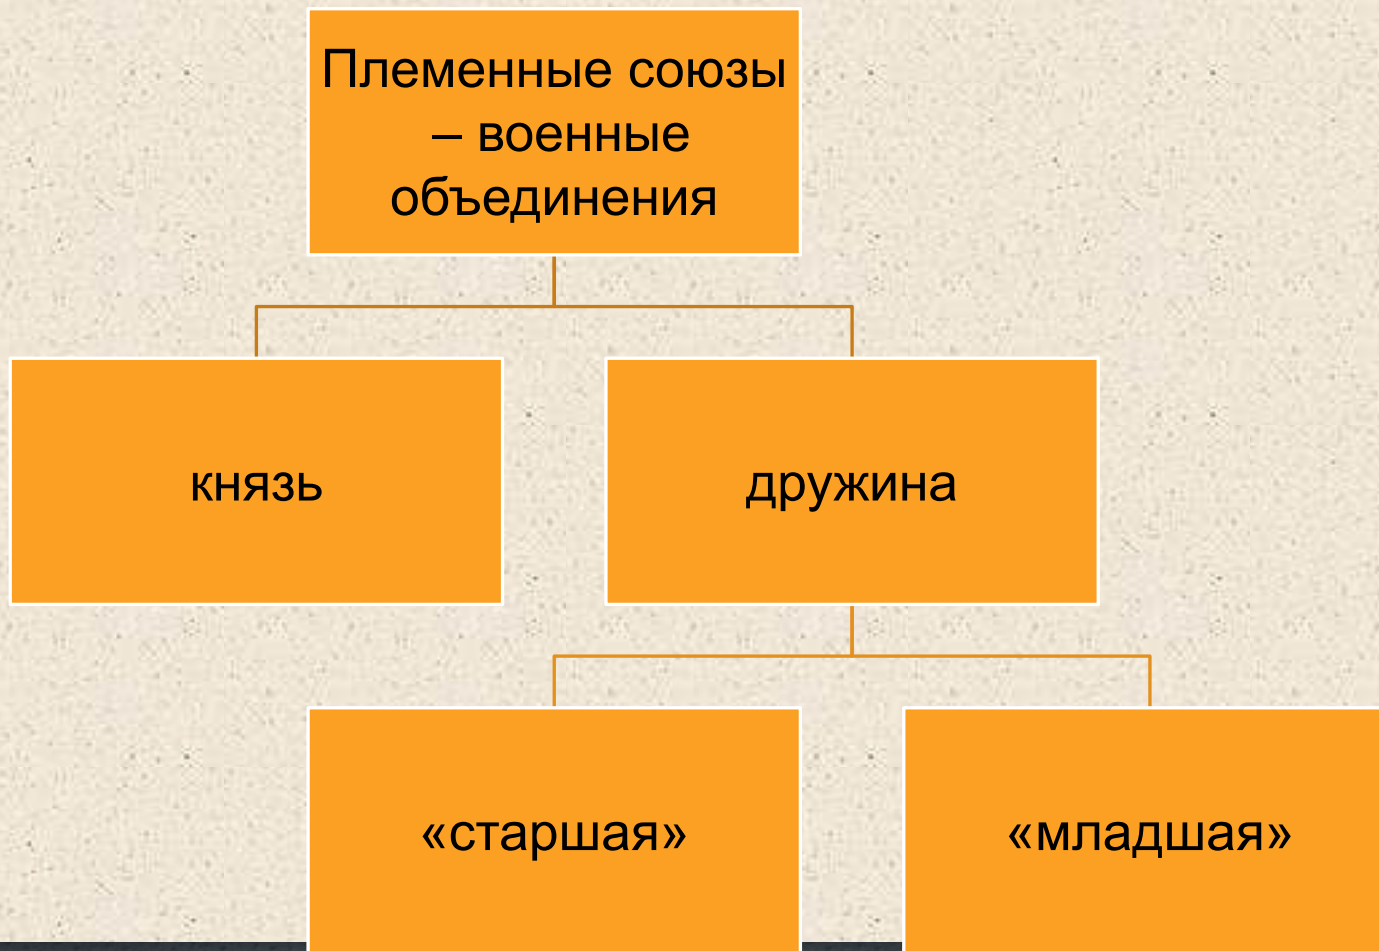 Племенные союзы
– военные
объединения
князь
дружина
«старшая»
«младшая»